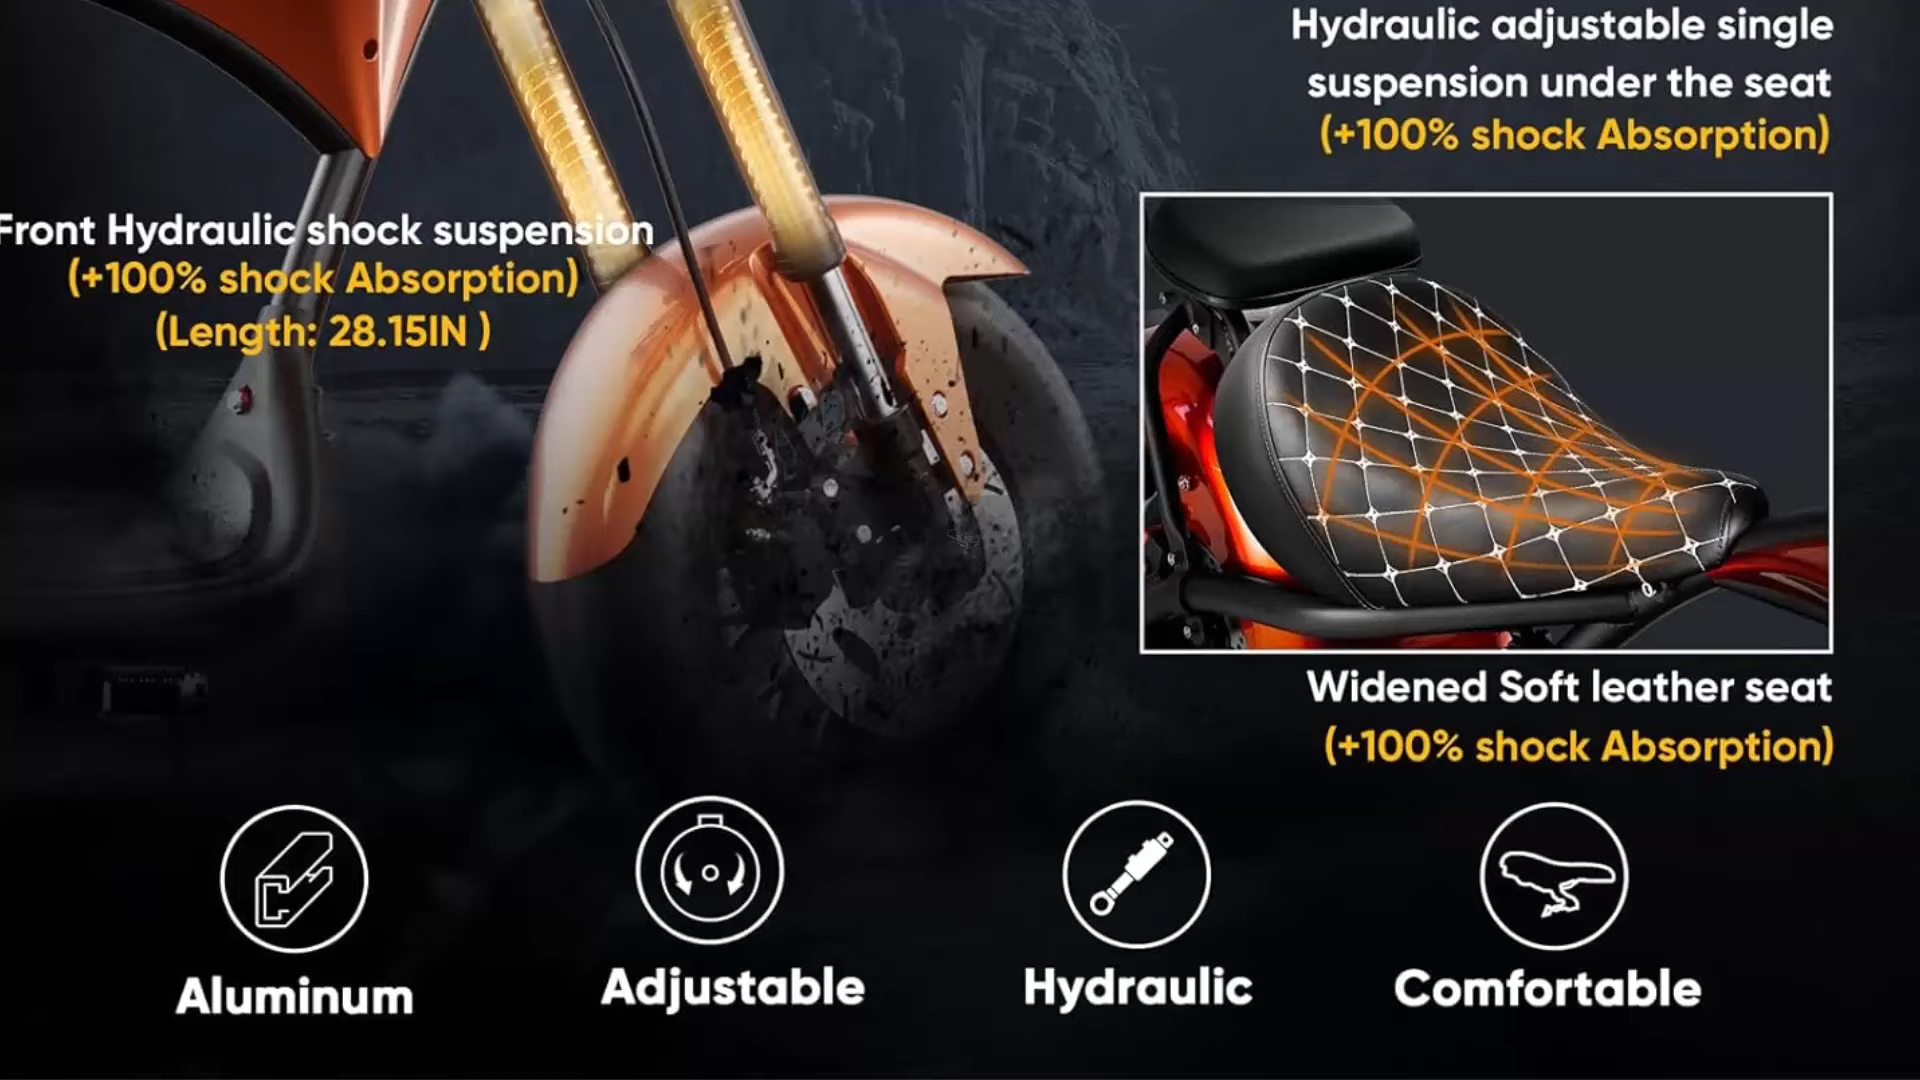 Hydraulic adjustable single
suspension under the seat
(+100% shock Absorption)
Front Hydraulic shock suspension
(+100% shock Absorption)
(Length: 28.15IN )
Widened Soft leather seat
(+100% shock Absorption)
Aluminum
Adjustable
Hydraulic
Comfortable